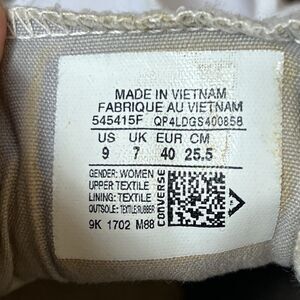 MADE IN VIETNAM
FABRIQUE AU VIETNAM
545415F QP4LDGS400858
US UK EUR CM
9 7 40 25.5
GENDER: WOMEN
UPPER:TEXTILE
LINING: TEXTILE
OUTSOLE: TEXTILE/RUBBER
9K 1702 M88
CONVERSE